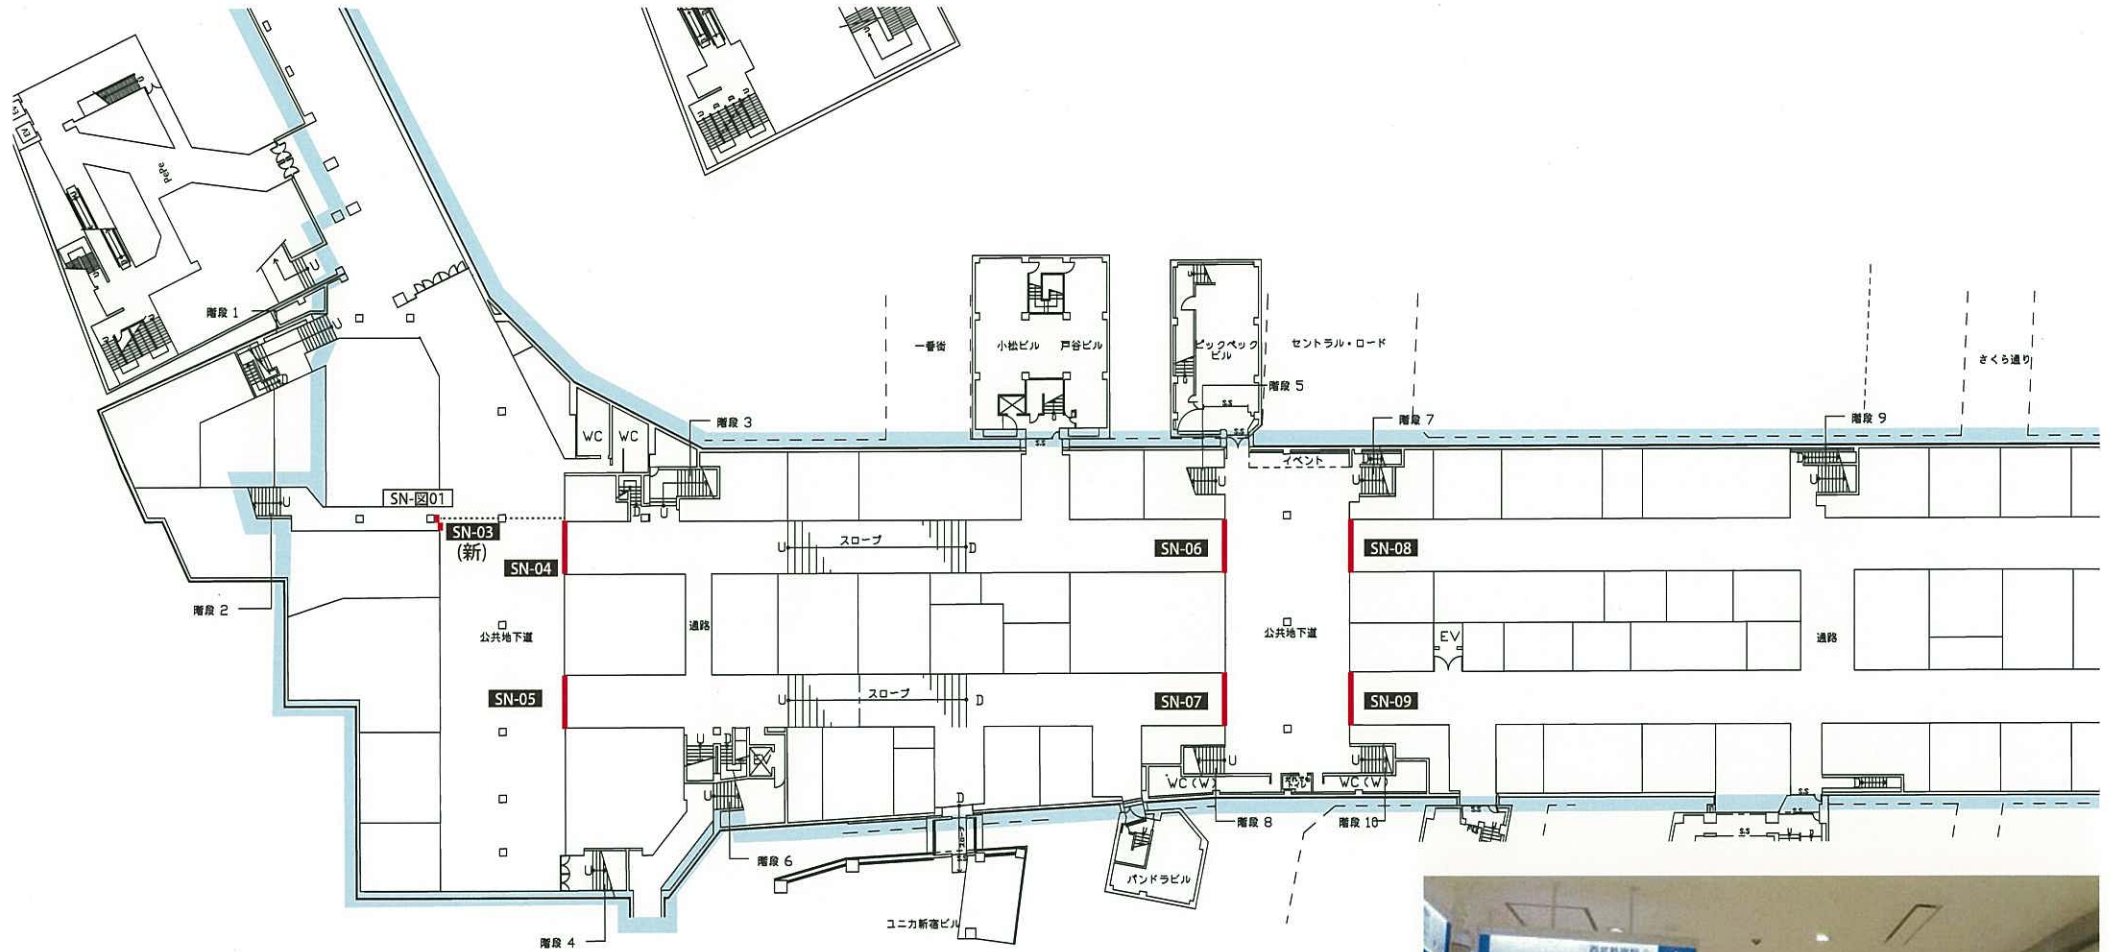 PePe
EV
階段 1
U
U
一番街
小松ビル
戸谷ビル
ビックペック
ビル
セントラル・ロード
さくら通り
階段 5
S.S
S.S
S.S
階段 3
階段 7
階段 9
WC
WC
イベント
D
U
U
U
U
SN-図01
SN-03
(新)
SN-04
U
スロープ
D
SN-06
SN-08
階段 2
公共地下道
通路
公共地下道
EV
通路
SN-05
U
スロープ
D
SN-07
SN-09
U
D
EV
U
U
U
WC(W)
WC(W)
D
D
S.S
S.S
S.S
S.S
階段 8
階段 10
階段 6
U
パンドラビル
ユニカ新宿ビル
階段 4